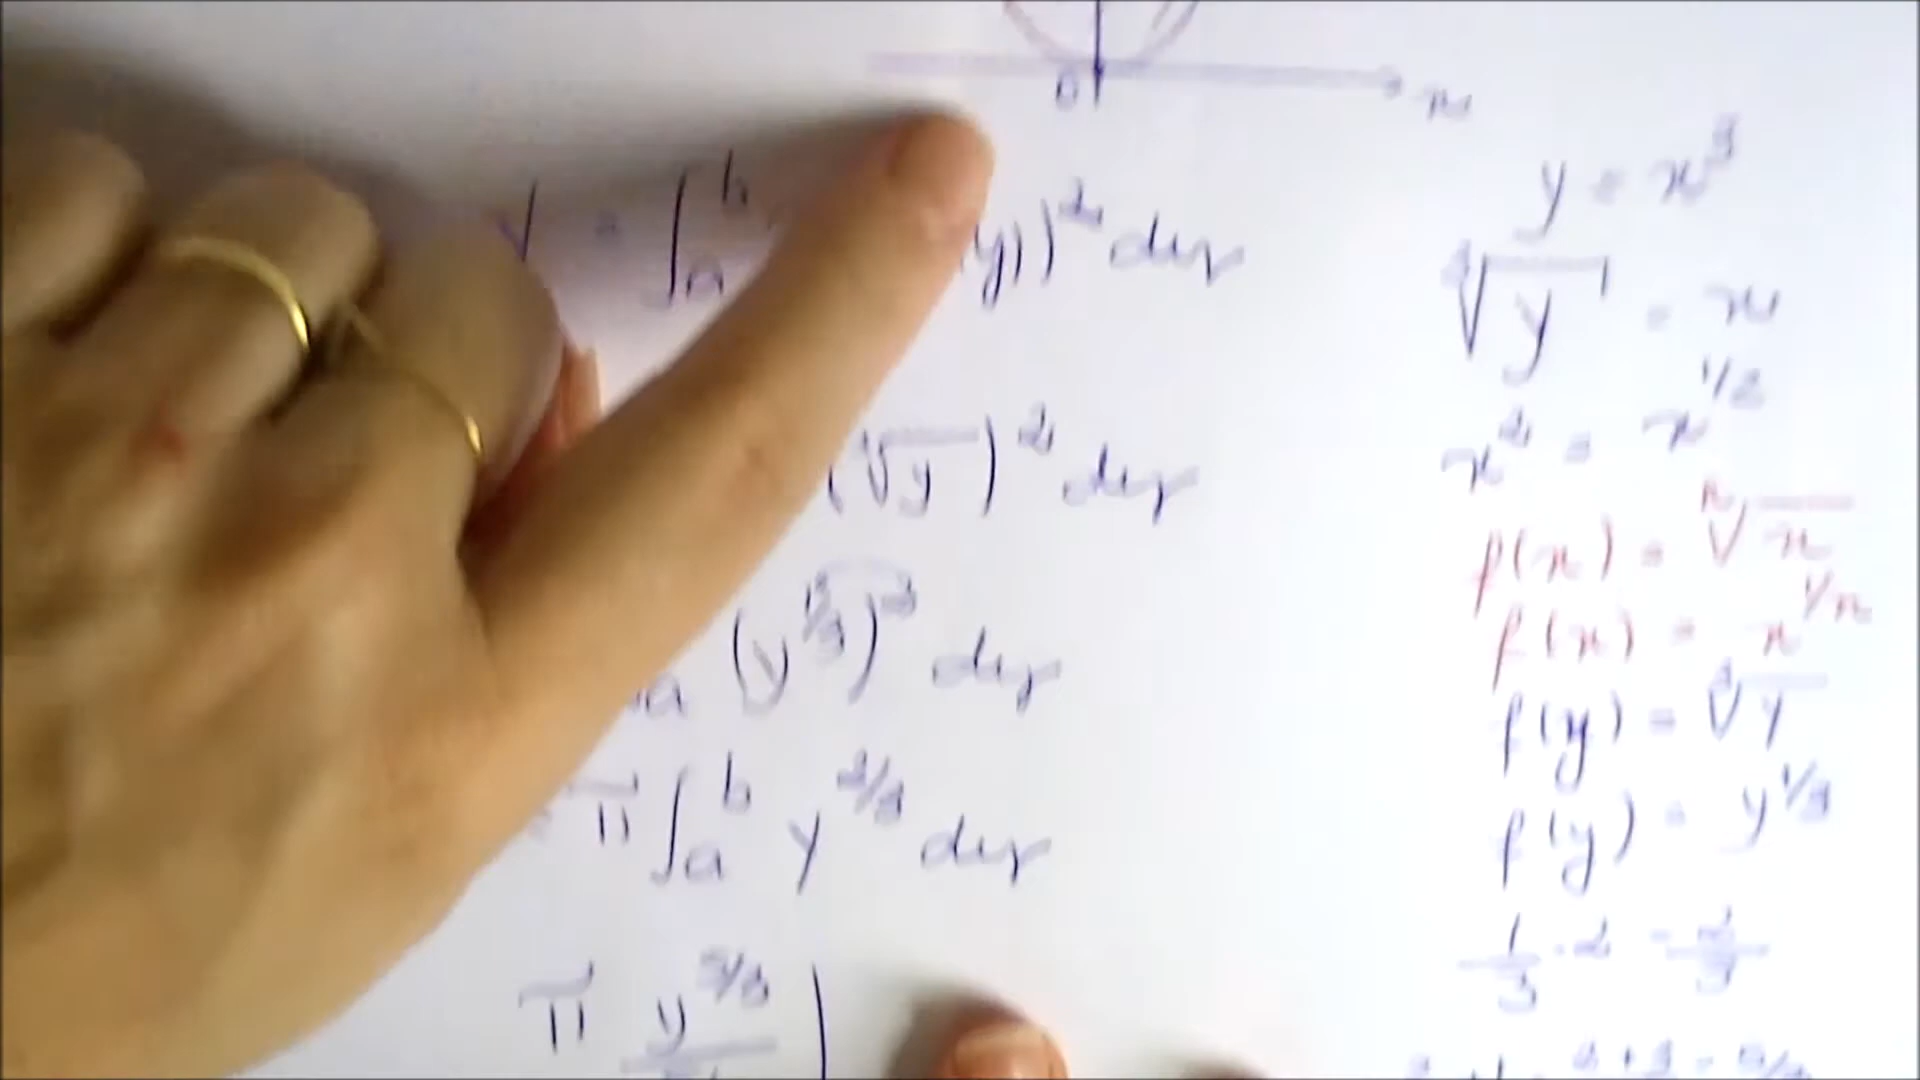 0 x
V = ∫ₐᵇ (y))² dy
(∛y)² dy
a (y^1/3)² dy
= π ∫ₐᵇ y^2/3 dy
π y^5/3 |
y = x³
∛y = x
x² = x^1/2
f(x) = ⁿ√x
f(x) = x^1/n
f(y) = ∛y
f(y) = y^1/3
1/3 · 2 = 2/3